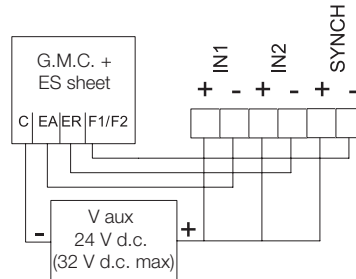 G.M.C. +
ES sheet
C EA ER F1/F2
IN1
IN2
SYNCH
+ - + - + -
- V aux +
24 V d.c.
(32 V d.c. max)